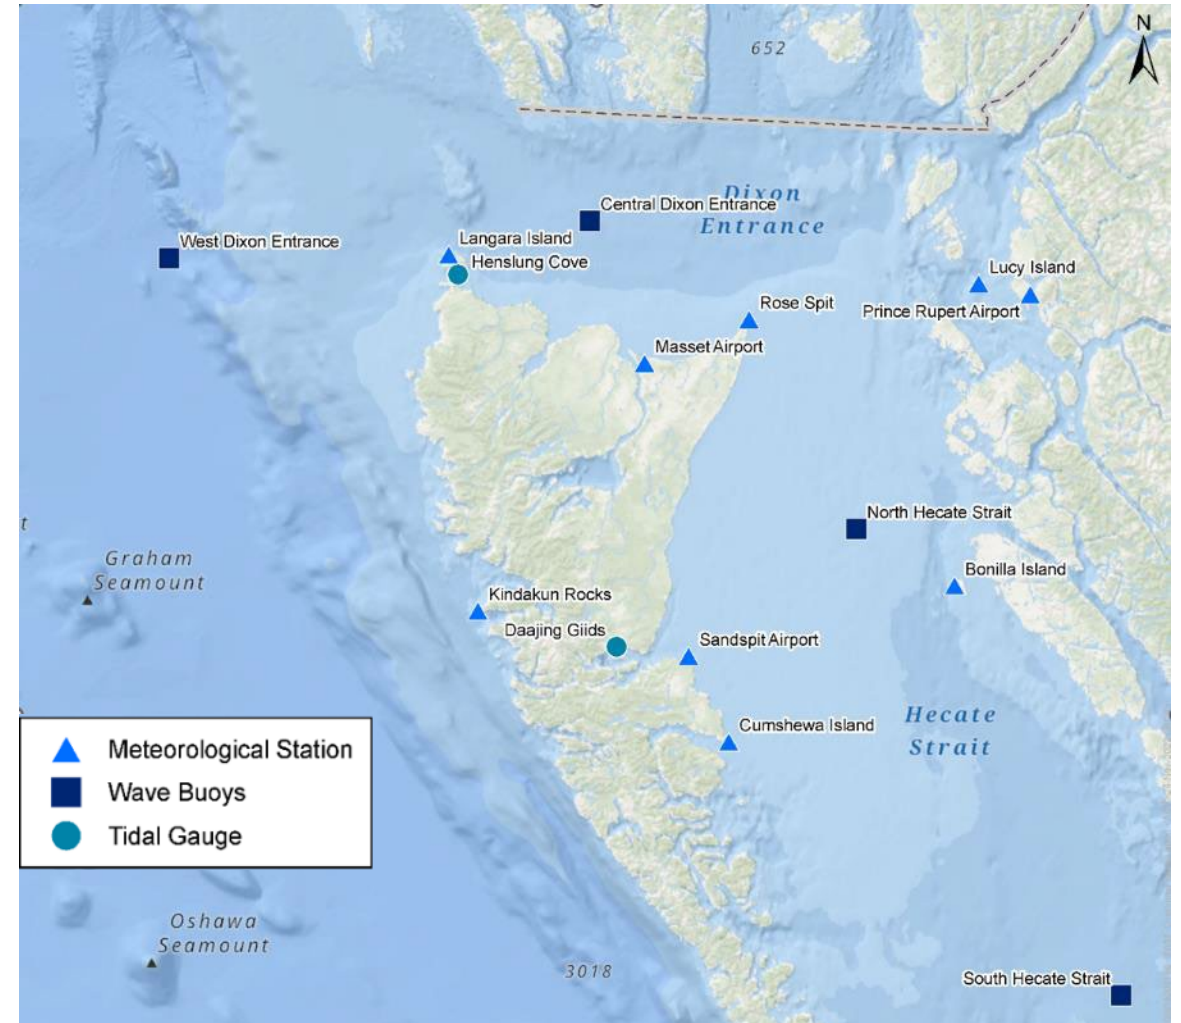 N
652
Dixon
Entrance
Central Dixon Entrance
West Dixon Entrance
Langara Island
Henslung Cove
Lucy Island
Prince Rupert Airport
Rose Spit
Masset Airport
North Hecate Strait
t
Graham
Seamount
Bonilla Island
Kindakun Rocks
Daajing Giids
Sandspit Airport
Hecate
Strait
Cumshewa Island
Meteorological Station
Wave Buoys
Tidal Gauge
Oshawa
Seamount
3018
South Hecate Strait